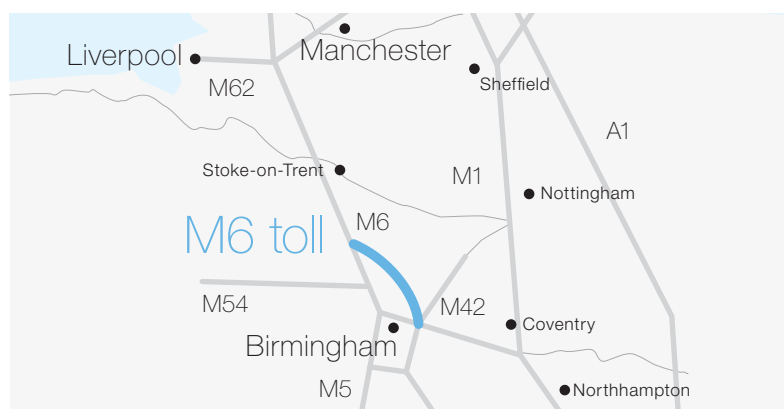 Liverpool
Manchester
M62
Sheffield
A1
Stoke-on-Trent
M1
Nottingham
M6
M6 toll
M54
M42
Coventry
Birmingham
M5
Northhampton